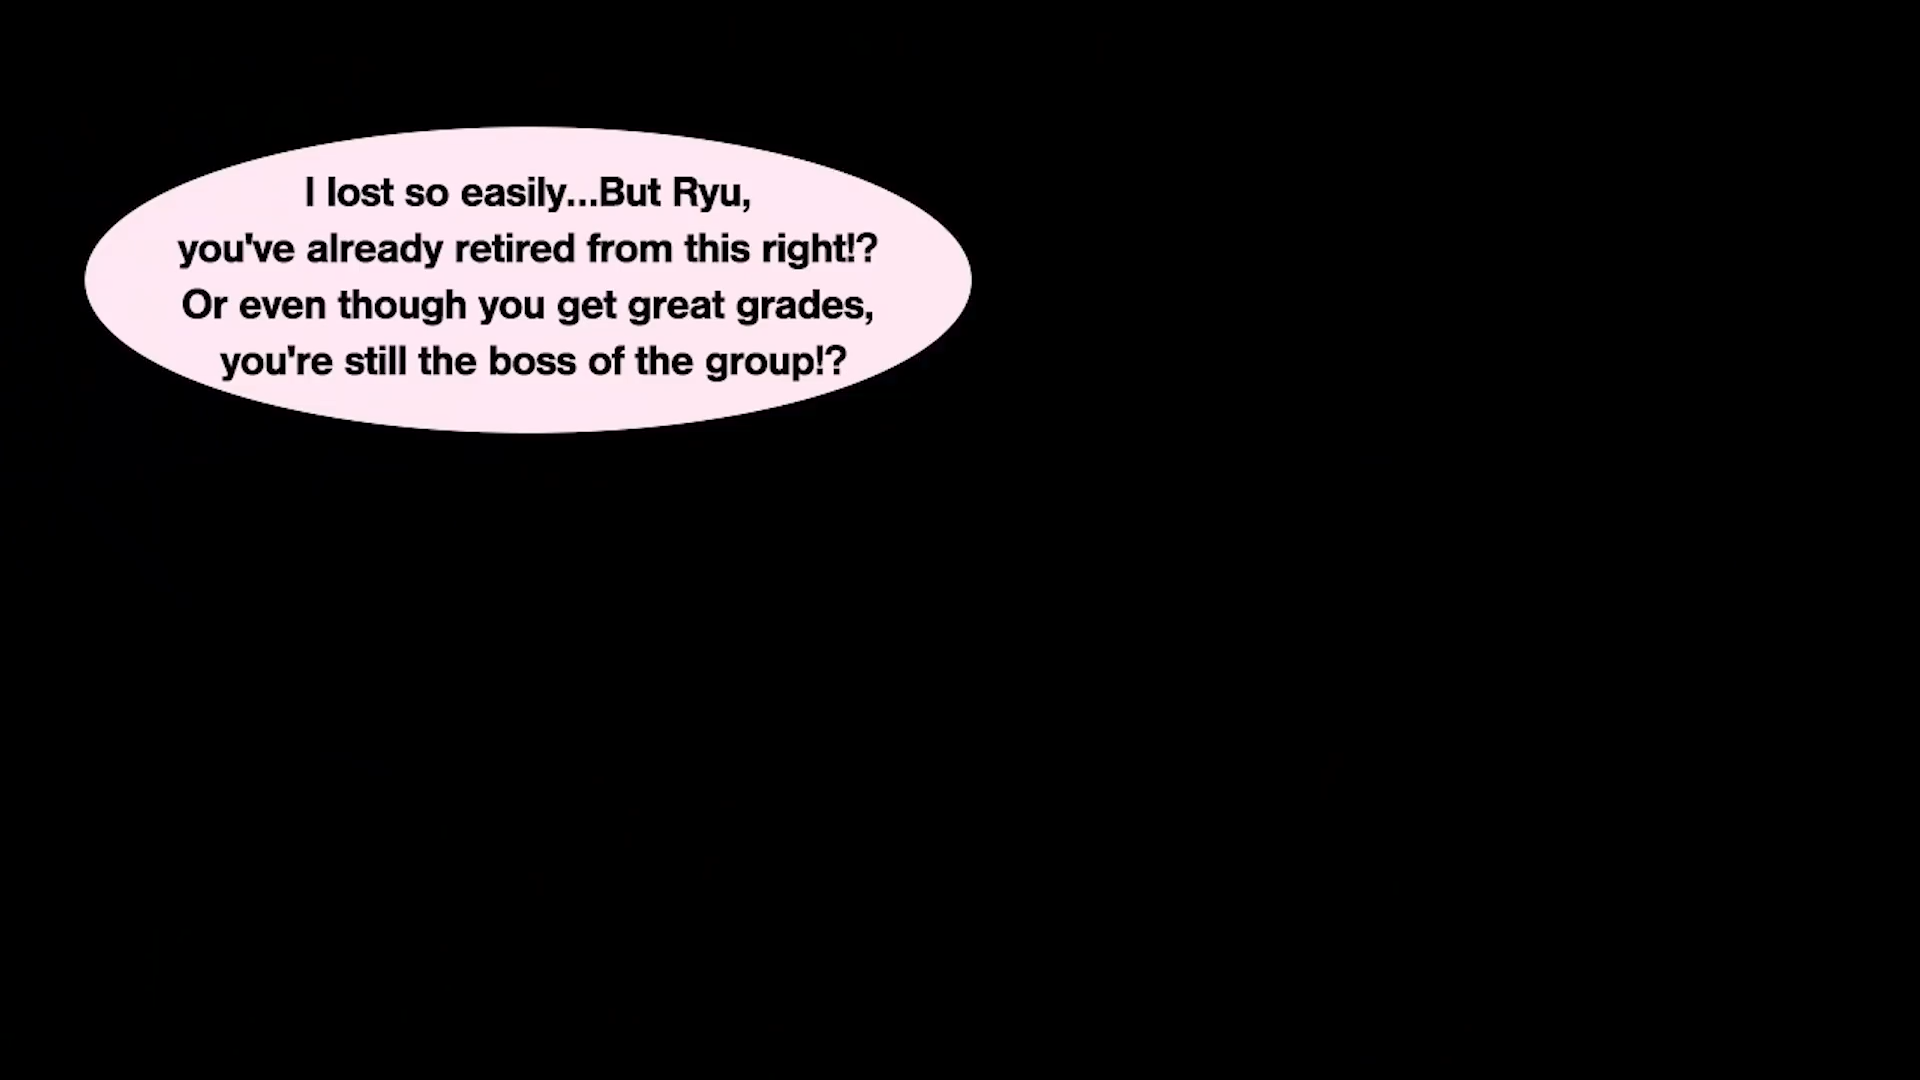 I lost so easily...But Ryu,
you've already retired from this right!?
Or even though you get great grades,
you're still the boss of the group!?